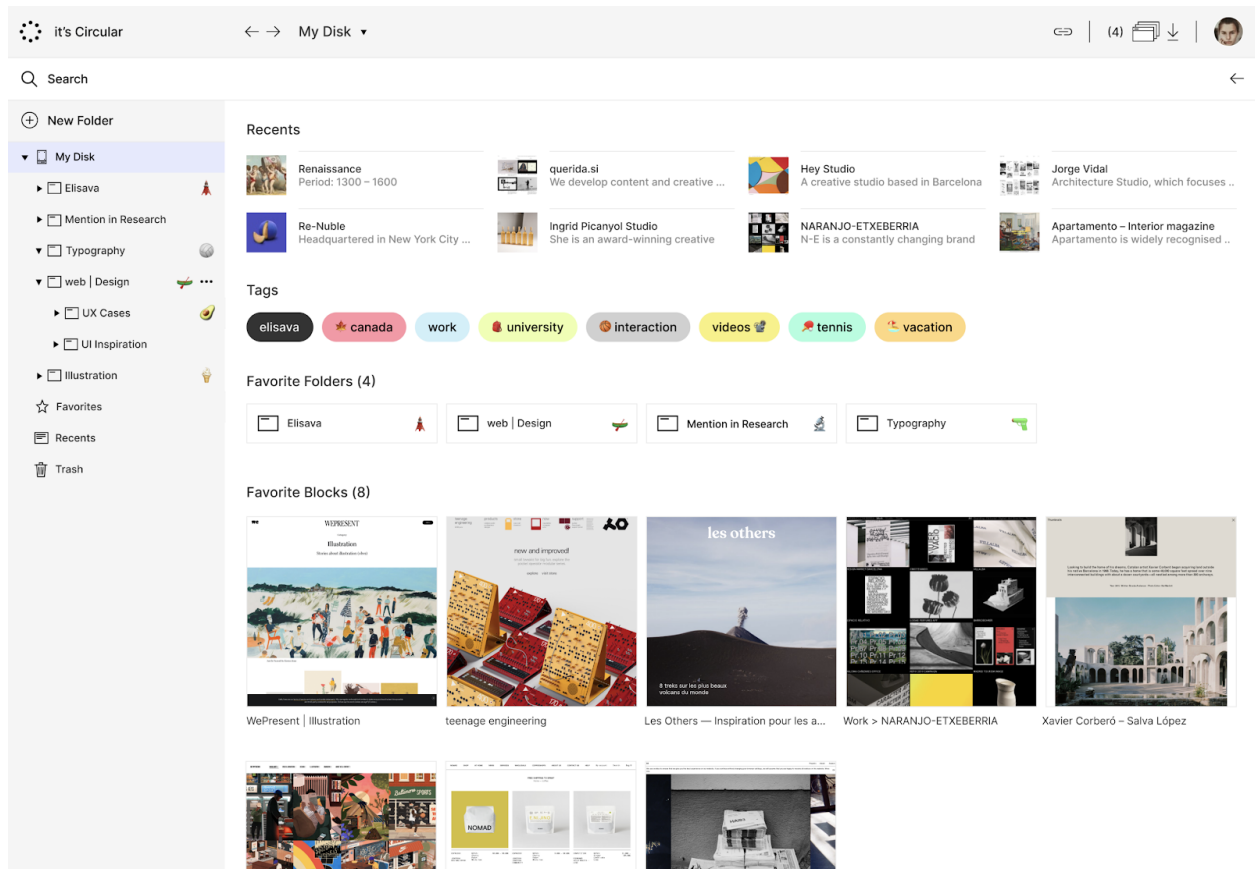 it's Circular
My Disk
(4)
Search
New Folder
My Disk
Elisava
Mention in Research
Typography
web | Design
UX Cases
UI Inspiration
Illustration
Favorites
Recents
Trash
Recents
Renaissance
Period: 1300 – 1600
querida.si
We develop content and creative ...
Hey Studio
A creative studio based in Barcelona
Jorge Vidal
Architecture Studio, which focuses ..
Re-Nuble
Headquartered in New York City ...
Ingrid Picanyol Studio
She is an award-winning creative
NARANJO-ETXEBERRIA
N-E is a constantly changing brand
Apartamento – Interior magazine
Apartamento is widely recognised ..
Tags
elisava
canada
work
university
interaction
videos
tennis
vacation
Favorite Folders (4)
Elisava
web | Design
Mention in Research
Typography
Favorite Blocks (8)
WEPRESENT
Illustration
new and improved!
les others
8 treks sur les plus beaux
volcans du monde
WePresent | Illustration
teenage engineering
Les Others — Inspiration pour les a...
Work > NARANJO-ETXEBERRIA
Xavier Corberó – Salva López
NOMAD